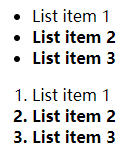 • List item 1
• List item 2
• List item 3
1. List item 1
2. List item 2
3. List item 3